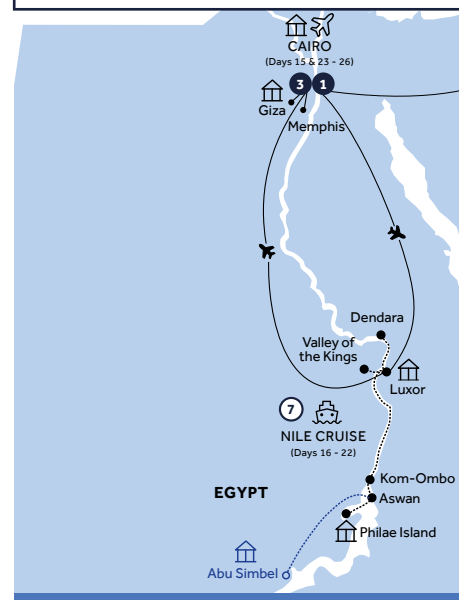 CAIRO
(Days 15 & 23 - 26)
3
1
Giza
Memphis
Dendara
Valley of
the Kings
Luxor
7
NILE CRUISE
(Days 16 - 22)
Kom-Ombo
EGYPT
Aswan
Philae Island
Abu Simbel